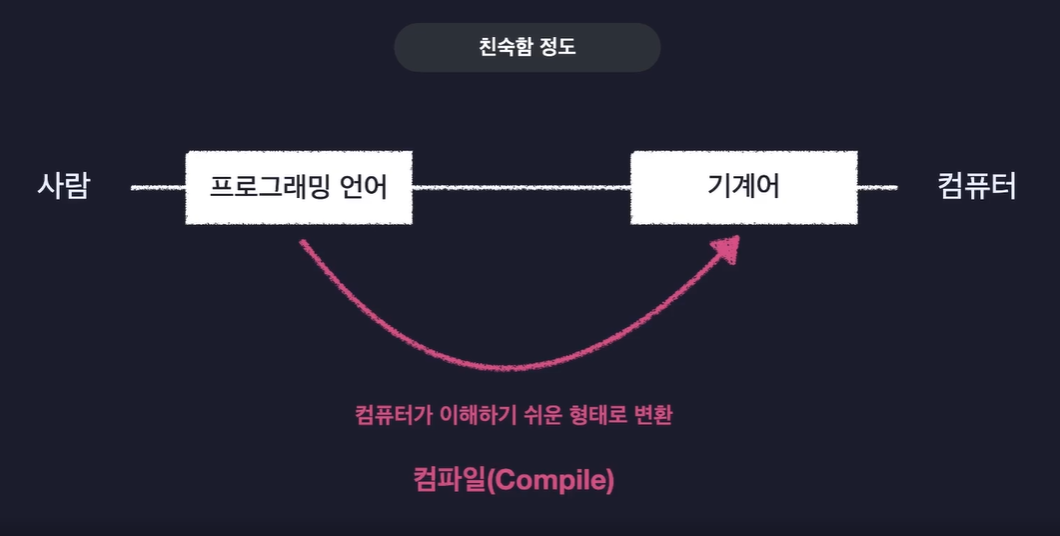 친숙함 정도
사람
프로그래밍 언어
기계어
컴퓨터
컴퓨터가 이해하기 쉬운 형태로 변환
컴파일(Compile)